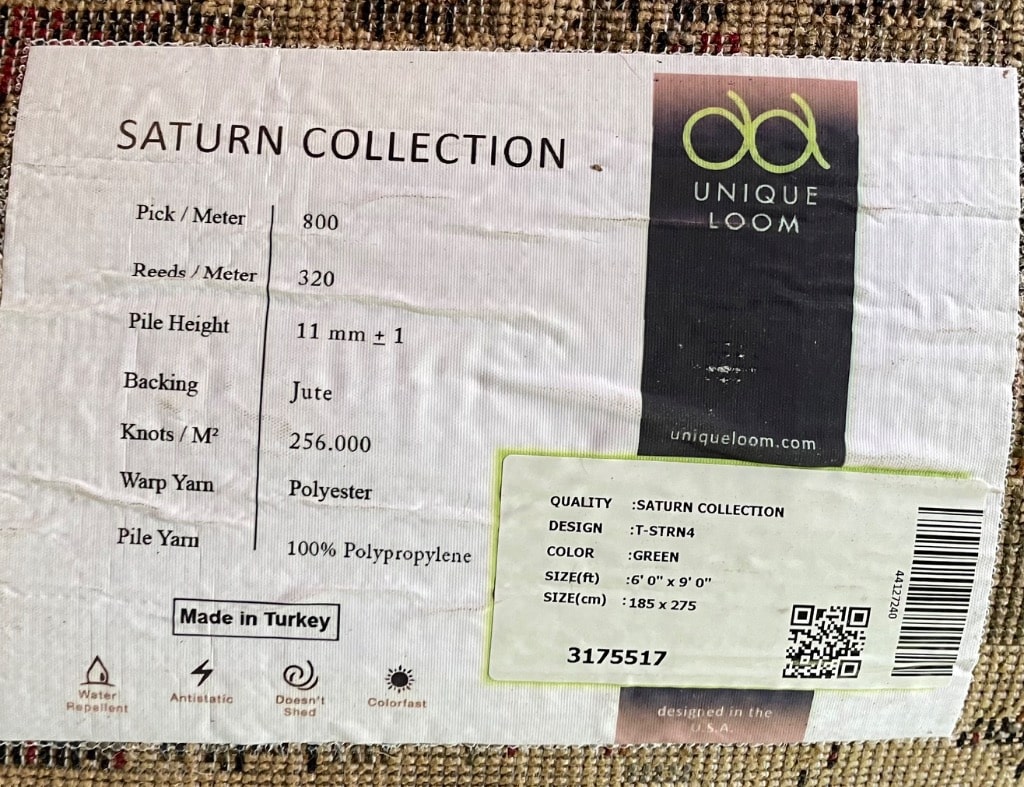 SATURN COLLECTION
Pick / Meter 800
Reeds / Meter 320
Pile Height 11 mm ± 1
Backing Jute
Knots / M² 256.000
Warp Yarn Polyester
Pile Yarn 100% Polypropylene
Made in Turkey
Water Repellent
Antistatic
Doesn't Shed
Colorfast
UNIQUE
LOOM
uniqueloom.com
QUALITY :SATURN COLLECTION
DESIGN :T-STRN4
COLOR :GREEN
SIZE(ft) :6' 0" x 9' 0"
SIZE(cm) :185 x 275
3175517
44127240
designed in the
U.S.A.